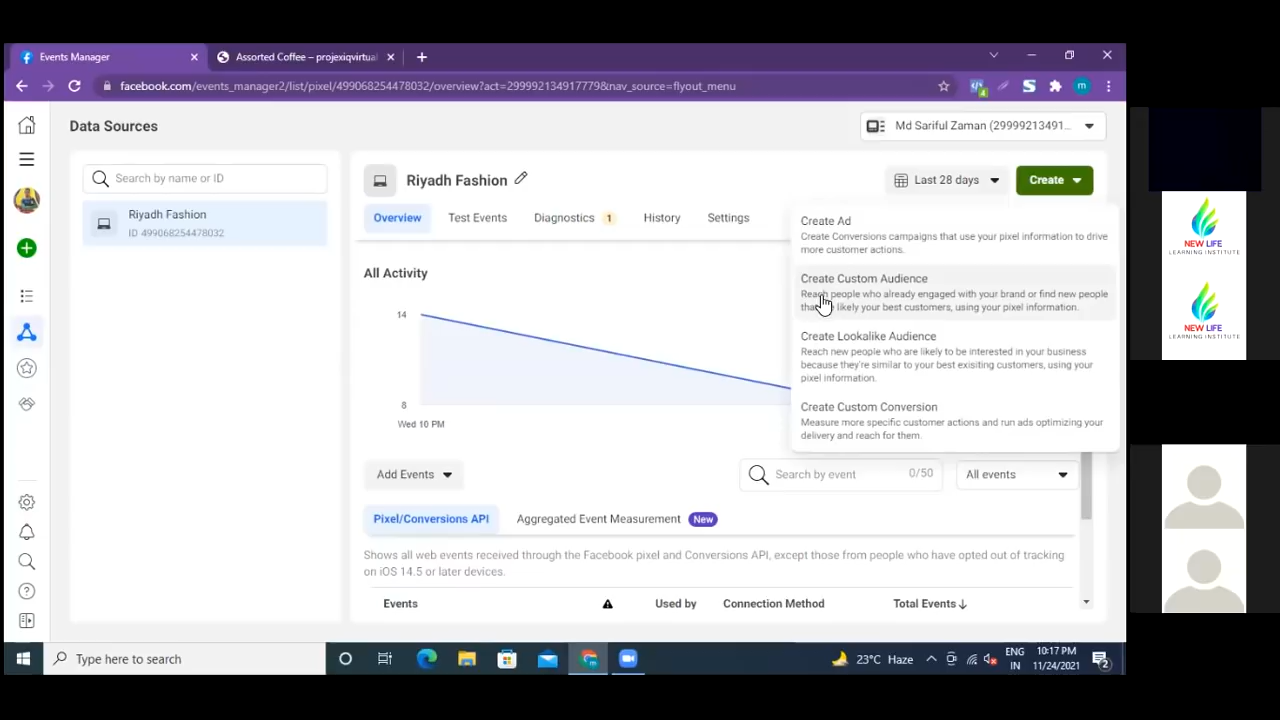 Events Manager
Assorted Coffee – projexiqvirtual
facebook.com/events_manager2/list/pixel/499068254478032/overview?act=299992134917779&nav_source=flyout_menu
m
4
Data Sources
Md Sariful Zaman (29999213491...
Search by name or ID
Riyadh Fashion
ID 499068254478032
Riyadh Fashion
Last 28 days
Create
Overview
Test Events
Diagnostics 1
History
Settings
Create Ad
Create Conversions campaigns that use your pixel information to drive
more customer actions.
Create Custom Audience
Reach people who already engaged with your brand or find new people
likely your best customers, using your pixel information.
Create Lookalike Audience
Reach new people who are likely to be interested in your business
because they're similar to your best exisiting customers, using your
pixel information.
Create Custom Conversion
Measure more specific customer actions and run ads optimizing your
delivery and reach for them.
All Activity
14
8
Wed 10 PM
Add Events
Search by event
0/50
All events
Pixel/Conversions API
Aggregated Event Measurement New
Shows all web events received through the Facebook pixel and Conversions API, except those from people who have opted out of tracking
on iOS 14.5 or later devices.
Events
Used by
Connection Method
Total Events
Type here to search
23°C Haze
ENG
IN
10:17 PM
11/24/2021
2
NEW LIFE
LEARNING INSTITUTE
NEW LIFE
LEARNING INSTITUTE